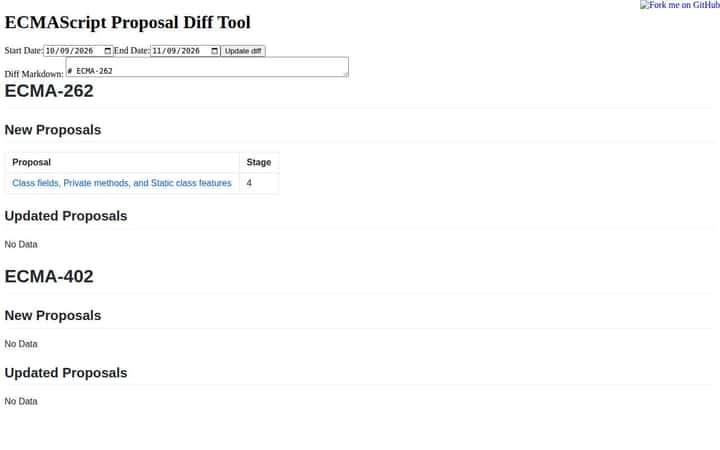 Fork me on GitHub
ECMAScript Proposal Diff Tool
Start Date: 10/09/2026 End Date: 11/09/2026 Update diff
Diff Markdown: # ECMA-262
ECMA-262
New Proposals
Proposal Stage
Class fields, Private methods, and Static class features 4
Updated Proposals
No Data
ECMA-402
New Proposals
No Data
Updated Proposals
No Data